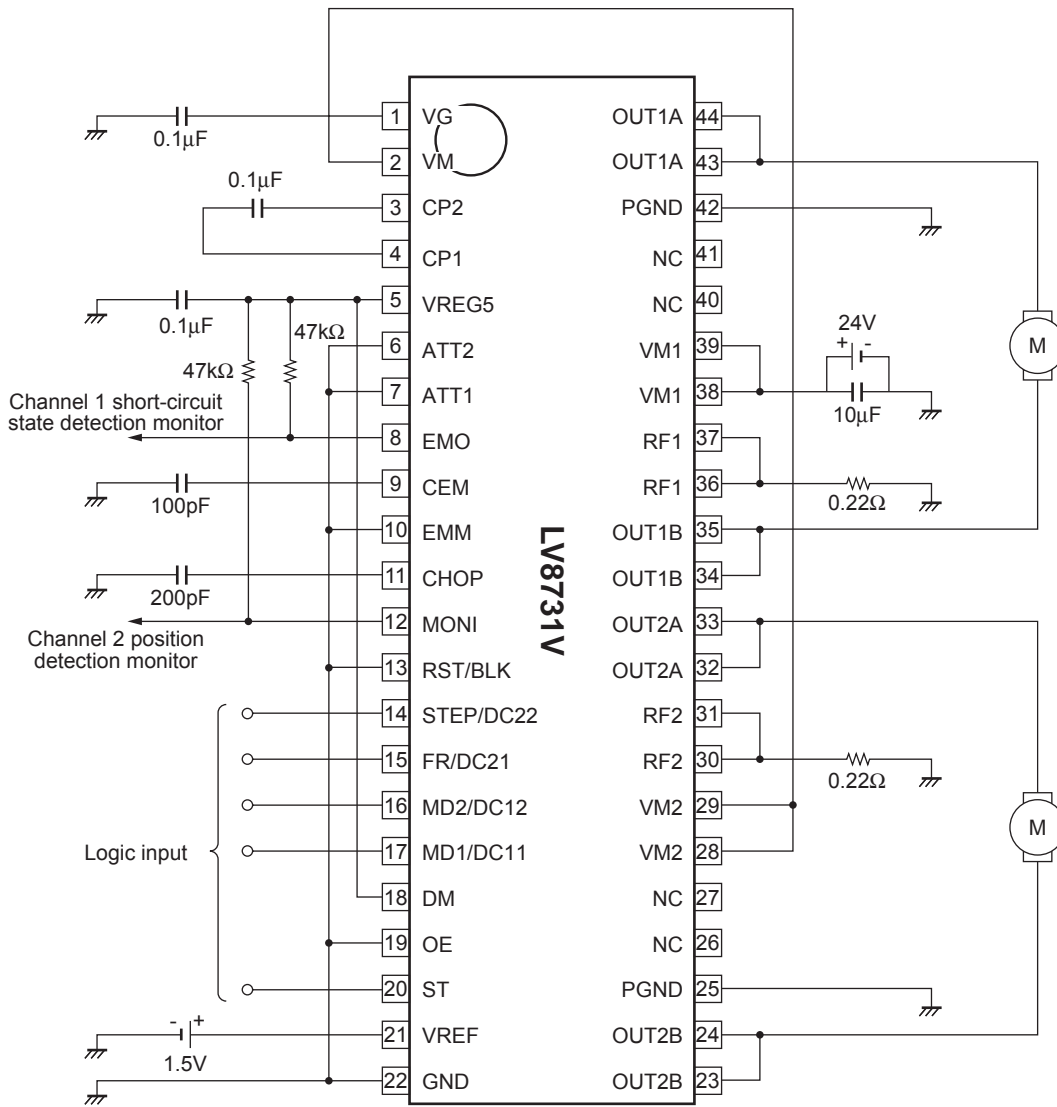 1 VG OUT1A 44
0.1μF
2 VM OUT1A 43
0.1μF
3 CP2 PGND 42
4 CP1 NC 41
5 VREG5 NC 40
0.1μF
47kΩ
24V
+ -
6 ATT2 VM1 39
47kΩ
M
7 ATT1 VM1 38
10μF
Channel 1 short-circuit
state detection monitor
8 EMO RF1 37
9 CEM RF1 36
100pF
0.22Ω
10 EMM OUT1B 35
11 CHOP OUT1B 34
200pF
LV8731V
12 MONI OUT2A 33
Channel 2 position
detection monitor
13 RST/BLK OUT2A 32
14 STEP/DC22 RF2 31
15 FR/DC21 RF2 30
0.22Ω
16 MD2/DC12 VM2 29
M
Logic input
17 MD1/DC11 VM2 28
18 DM NC 27
19 OE NC 26
20 ST PGND 25
- +
21 VREF OUT2B 24
1.5V
22 GND OUT2B 23